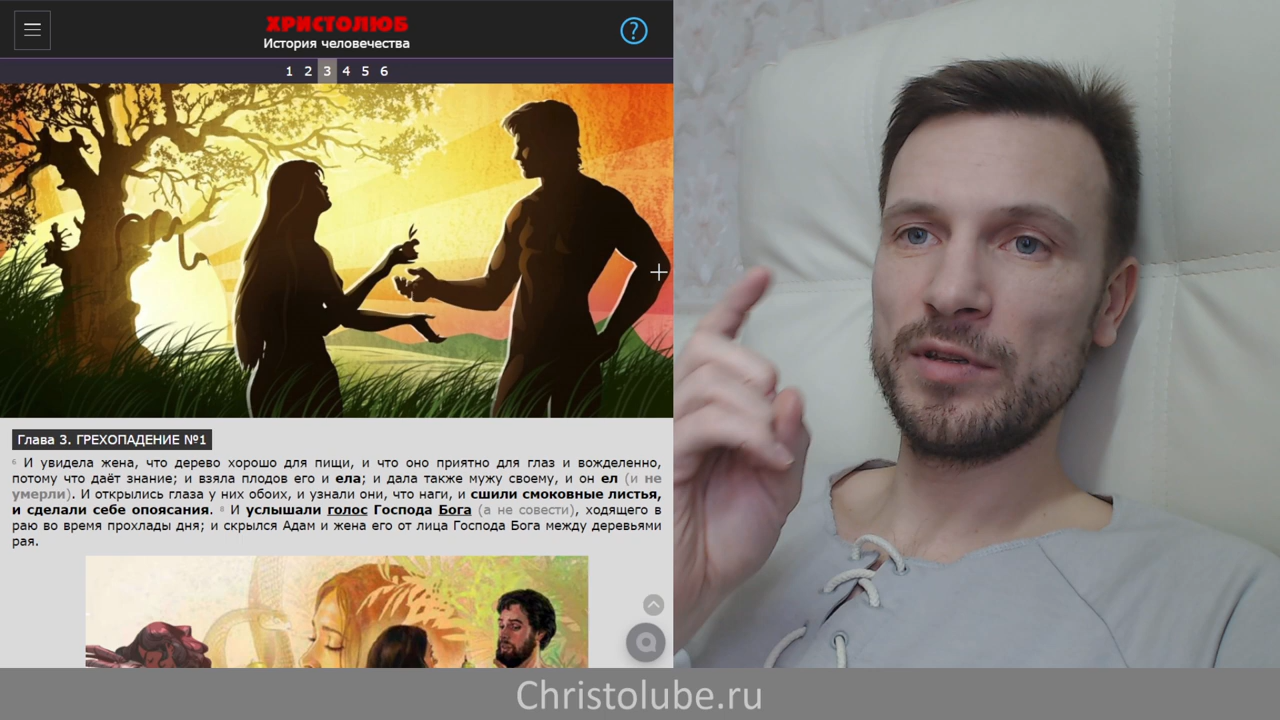 ХРИСТОЛЮБ
История человечества
1 2 3 4 5 6
Глава 3. ГРЕХОПАДЕНИЕ №1
6 И увидела жена, что дерево хорошо для пищи, и что оно приятно для глаз и вожделенно,
потому что даёт знание; и взяла плодов его и ела; и дала также мужу своему, и он ел (и не
умерли). И открылись глаза у них обоих, и узнали они, что наги, и сшили смоковные листья,
и сделали себе опоясания. И услышали голос Господа Бога (а не совести), ходящего в
раю во время прохлады дня; и скрылся Адам и жена его от лица Господа Бога между деревьями
рая.
Christolube.ru